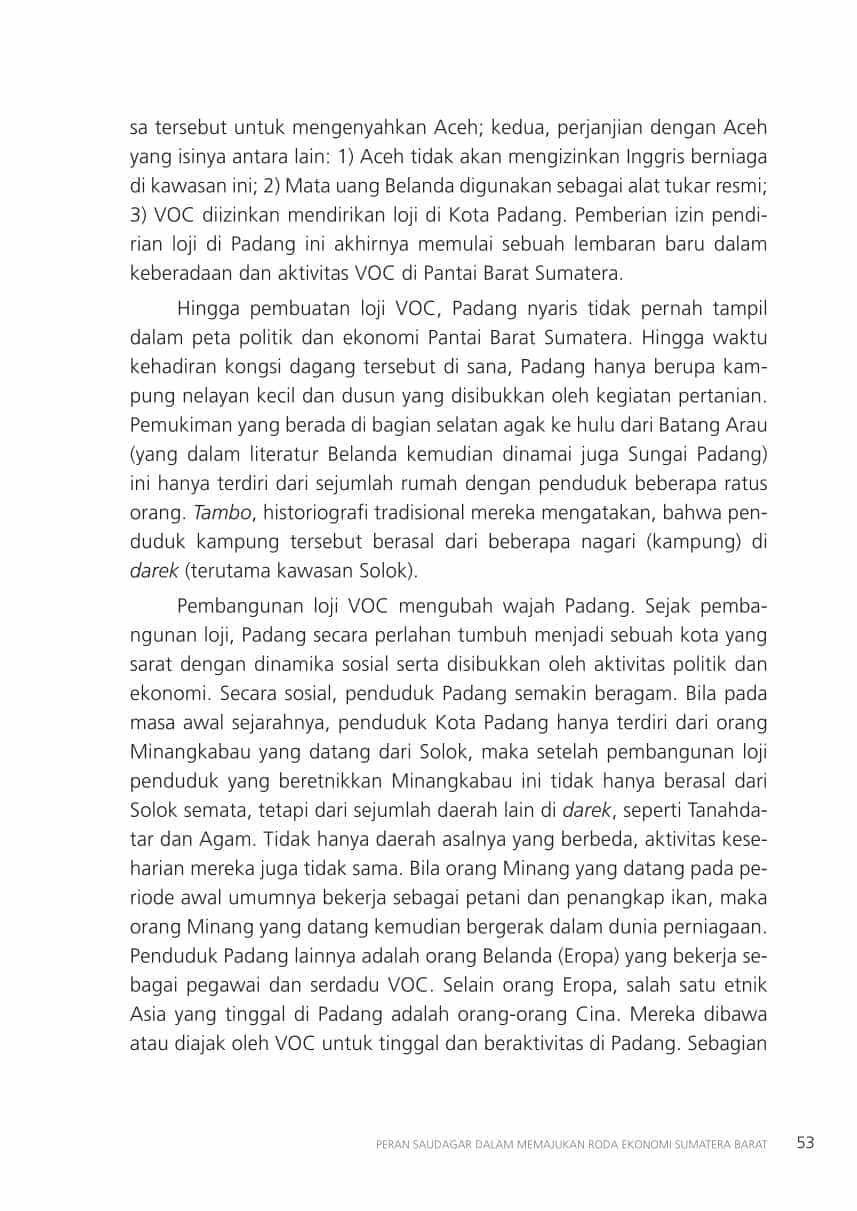 sa tersebut untuk mengenyahkan Aceh; kedua, perjanjian dengan Aceh
yang isinya antara lain: 1) Aceh tidak akan mengizinkan Inggris berniaga
di kawasan ini; 2) Mata uang Belanda digunakan sebagai alat tukar resmi;
3) VOC diizinkan mendirikan loji di Kota Padang. Pemberian izin pendi-
rian loji di Padang ini akhirnya memulai sebuah lembaran baru dalam
keberadaan dan aktivitas VOC di Pantai Barat Sumatera.
Hingga pembuatan loji VOC, Padang nyaris tidak pernah tampil
dalam peta politik dan ekonomi Pantai Barat Sumatera. Hingga waktu
kehadiran kongsi dagang tersebut di sana, Padang hanya berupa kam-
pung nelayan kecil dan dusun yang disibukkan oleh kegiatan pertanian.
Pemukiman yang berada di bagian selatan agak ke hulu dari Batang Arau
(yang dalam literatur Belanda kemudian dinamai juga Sungai Padang)
ini hanya terdiri dari sejumlah rumah dengan penduduk beberapa ratus
orang. Tambo, historiografi tradisional mereka mengatakan, bahwa pen-
duduk kampung tersebut berasal dari beberapa nagari (kampung) di
darek (terutama kawasan Solok).
Pembangunan loji VOC mengubah wajah Padang. Sejak pemba-
ngunan loji, Padang secara perlahan tumbuh menjadi sebuah kota yang
sarat dengan dinamika sosial serta disibukkan oleh aktivitas politik dan
ekonomi. Secara sosial, penduduk Padang semakin beragam. Bila pada
masa awal sejarahnya, penduduk Kota Padang hanya terdiri dari orang
Minangkabau yang datang dari Solok, maka setelah pembangunan loji
penduduk yang beretnikkan Minangkabau ini tidak hanya berasal dari
Solok semata, tetapi dari sejumlah daerah lain di darek, seperti Tanahda-
tar dan Agam. Tidak hanya daerah asalnya yang berbeda, aktivitas kese-
harian mereka juga tidak sama. Bila orang Minang yang datang pada pe-
riode awal umumnya bekerja sebagai petani dan penangkap ikan, maka
orang Minang yang datang kemudian bergerak dalam dunia perniagaan.
Penduduk Padang lainnya adalah orang Belanda (Eropa) yang bekerja se-
bagai pegawai dan serdadu VOC. Selain orang Eropa, salah satu etnik
Asia yang tinggal di Padang adalah orang-orang Cina. Mereka dibawa
atau diajak oleh VOC untuk tinggal dan beraktivitas di Padang. Sebagian
PERAN SAUDAGAR DALAM MEMAJUKAN RODA EKONOMI SUMATERA BARAT 53